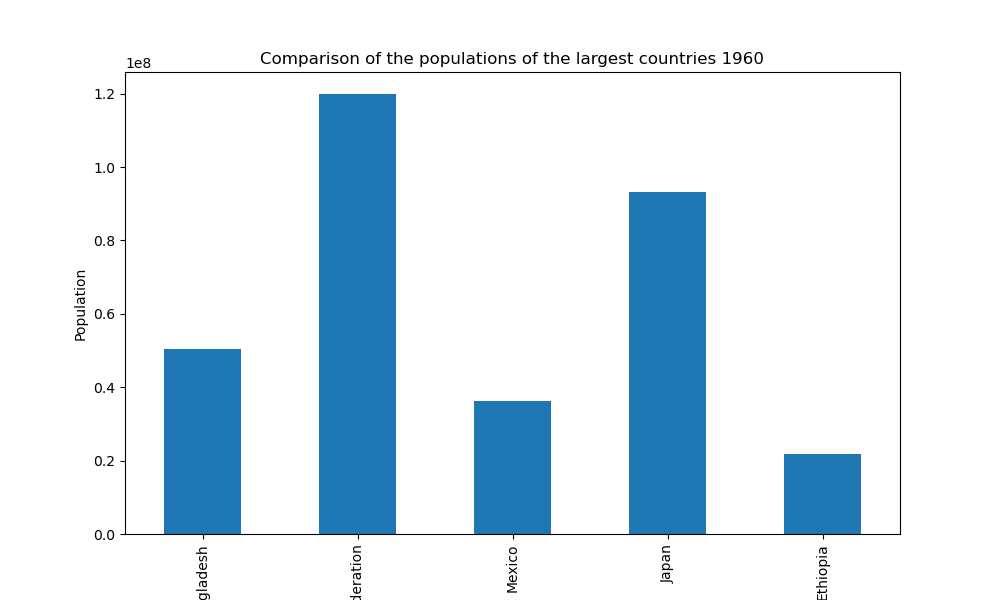 Comparison of the populations of the largest countries 1960
1e8
1.2
1.0
0.8
0.6
0.4
0.2
0.0
Population
gladesh
deration
Mexico
Japan
Ethiopia